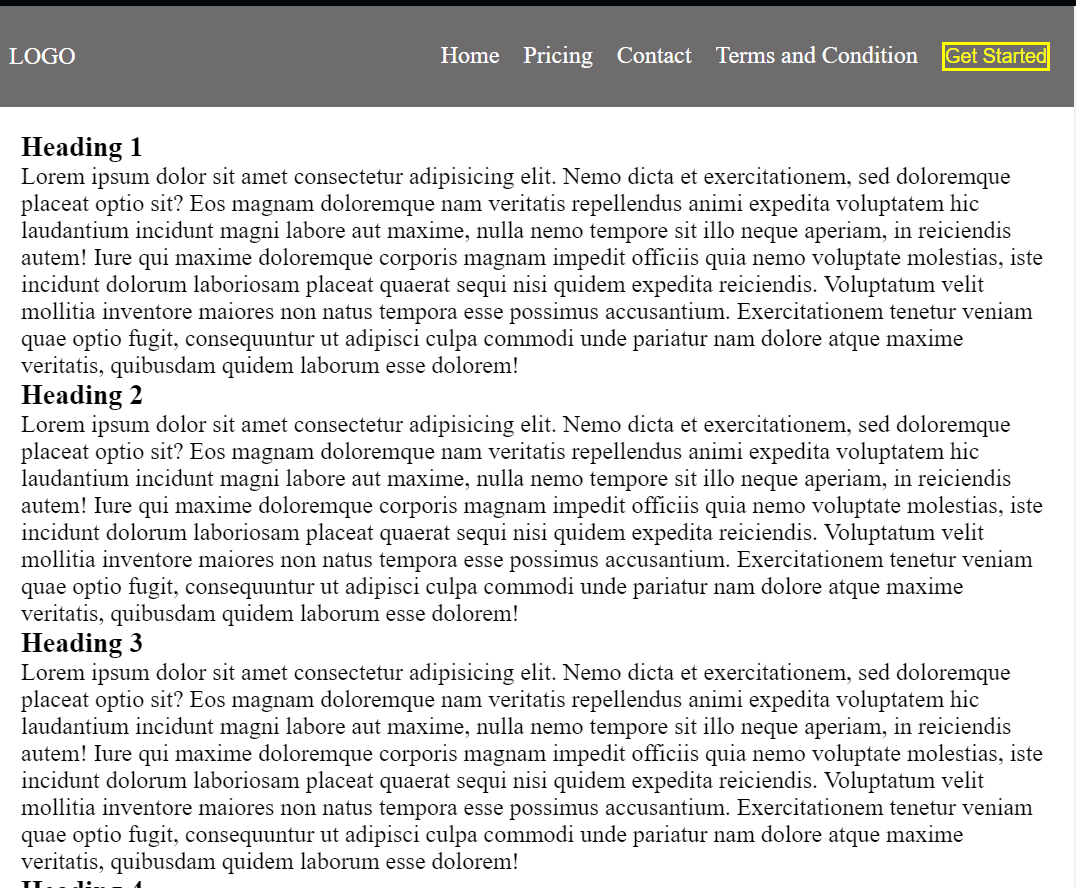 LOGO Home Pricing Contact Terms and Condition Get Started
Heading 1
Lorem ipsum dolor sit amet consectetur adipisicing elit. Nemo dicta et exercitationem, sed doloremque
placeat optio sit? Eos magnam doloremque nam veritatis repellendus animi expedita voluptatem hic
laudantium incidunt magni labore aut maxime, nulla nemo tempore sit illo neque aperiam, in reiciendis
autem! Iure qui maxime doloremque corporis magnam impedit officiis quia nemo voluptate molestias, iste
incidunt dolorum laboriosam placeat quaerat sequi nisi quidem expedita reiciendis. Voluptatum velit
mollitia inventore maiores non natus tempora esse possimus accusantium. Exercitationem tenetur veniam
quae optio fugit, consequuntur ut adipisci culpa commodi unde pariatur nam dolore atque maxime
veritatis, quibusdam quidem laborum esse dolorem!
Heading 2
Lorem ipsum dolor sit amet consectetur adipisicing elit. Nemo dicta et exercitationem, sed doloremque
placeat optio sit? Eos magnam doloremque nam veritatis repellendus animi expedita voluptatem hic
laudantium incidunt magni labore aut maxime, nulla nemo tempore sit illo neque aperiam, in reiciendis
autem! Iure qui maxime doloremque corporis magnam impedit officiis quia nemo voluptate molestias, iste
incidunt dolorum laboriosam placeat quaerat sequi nisi quidem expedita reiciendis. Voluptatum velit
mollitia inventore maiores non natus tempora esse possimus accusantium. Exercitationem tenetur veniam
quae optio fugit, consequuntur ut adipisci culpa commodi unde pariatur nam dolore atque maxime
veritatis, quibusdam quidem laborum esse dolorem!
Heading 3
Lorem ipsum dolor sit amet consectetur adipisicing elit. Nemo dicta et exercitationem, sed doloremque
placeat optio sit? Eos magnam doloremque nam veritatis repellendus animi expedita voluptatem hic
laudantium incidunt magni labore aut maxime, nulla nemo tempore sit illo neque aperiam, in reiciendis
autem! Iure qui maxime doloremque corporis magnam impedit officiis quia nemo voluptate molestias, iste
incidunt dolorum laboriosam placeat quaerat sequi nisi quidem expedita reiciendis. Voluptatum velit
mollitia inventore maiores non natus tempora esse possimus accusantium. Exercitationem tenetur veniam
quae optio fugit, consequuntur ut adipisci culpa commodi unde pariatur nam dolore atque maxime
veritatis, quibusdam quidem laborum esse dolorem!
Heading 4